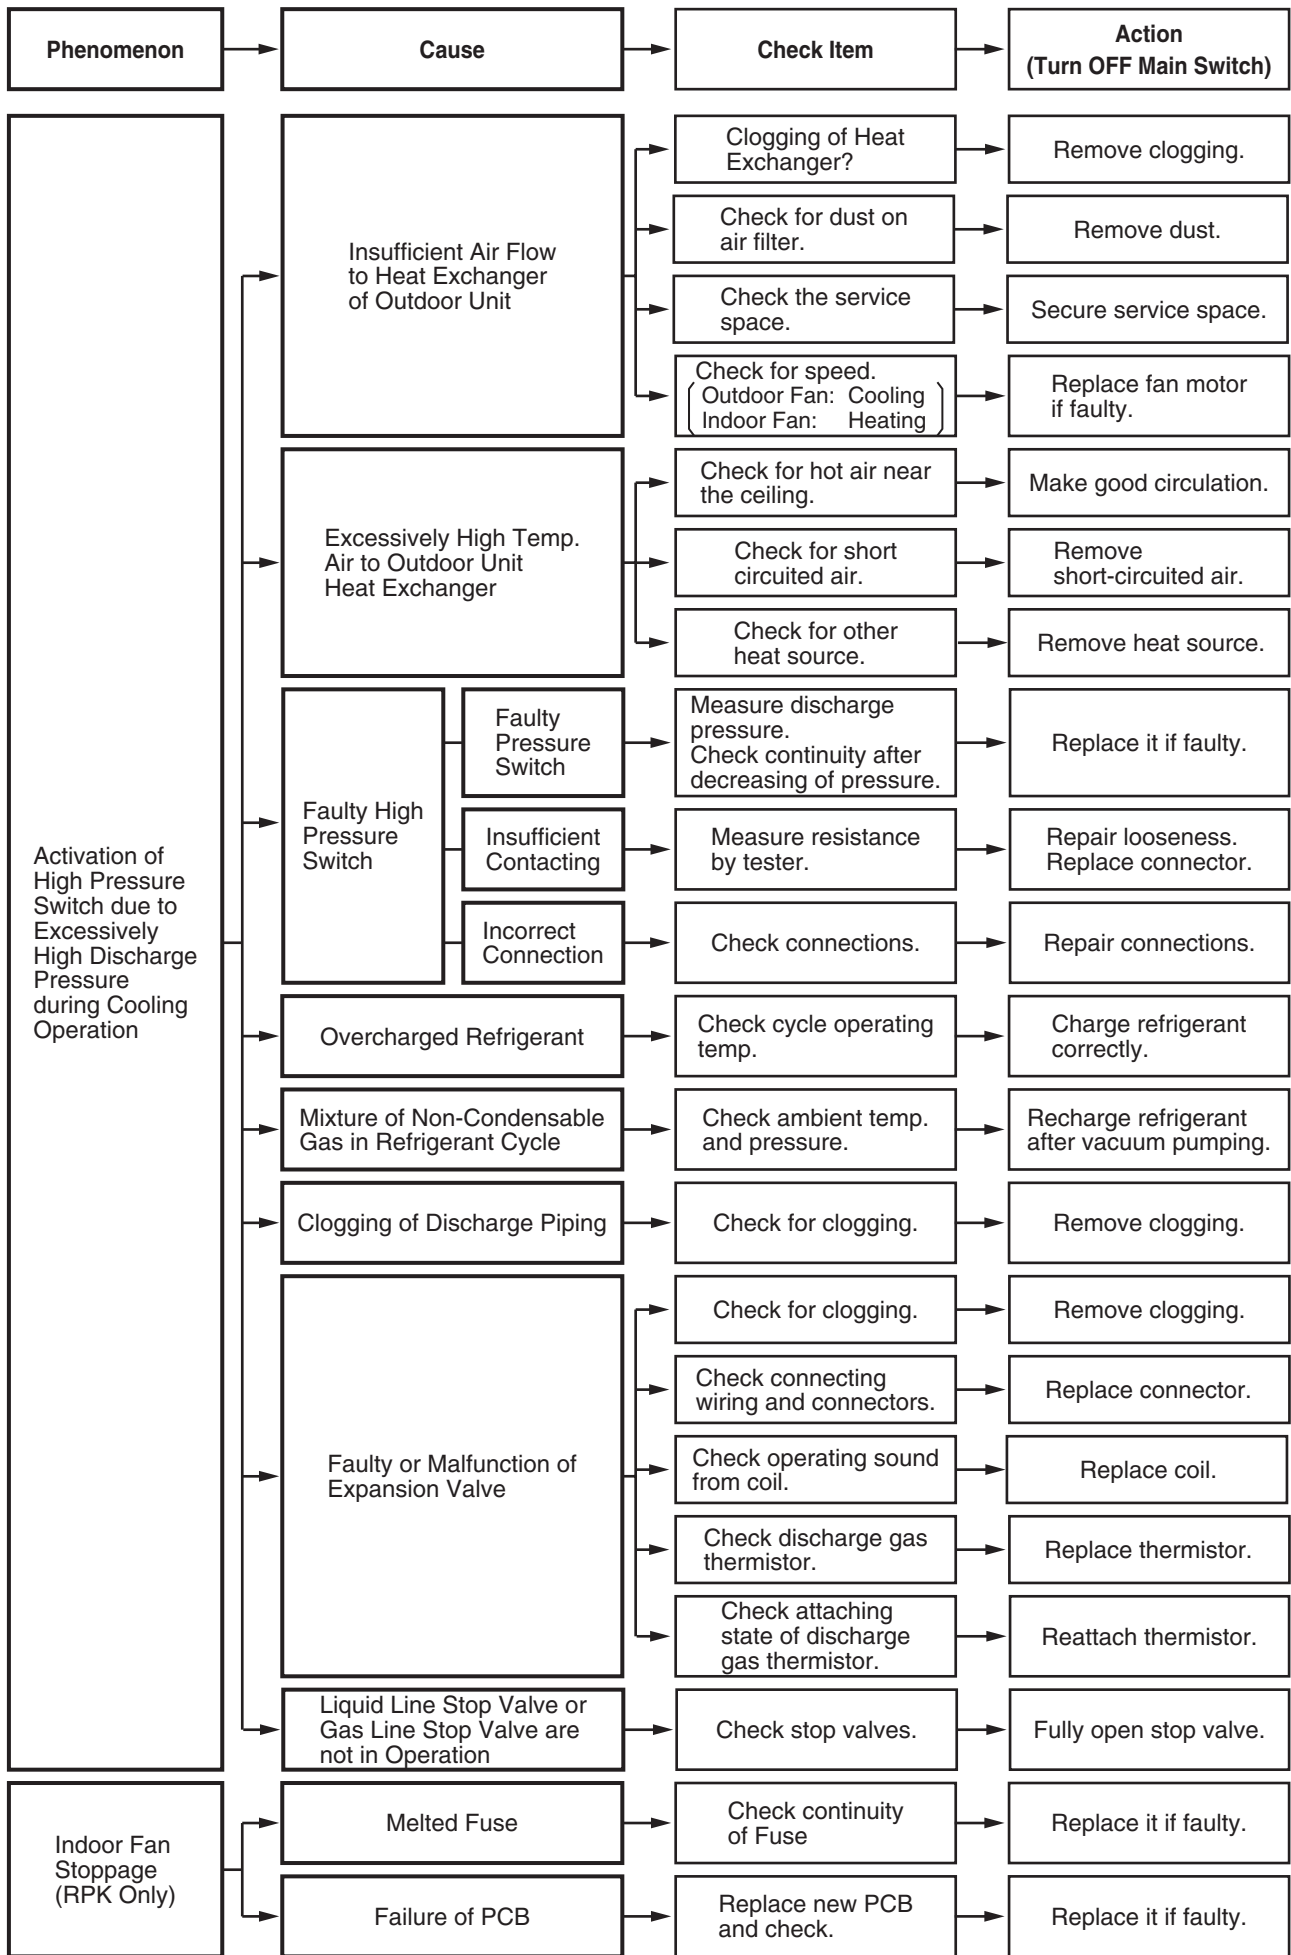 Phenomenon
Cause
Check Item
Action
(Turn OFF Main Switch)
Activation of
High Pressure
Switch due to
Excessively
High Discharge
Pressure
during Cooling
Operation
Insufficient Air Flow
to Heat Exchanger
of Outdoor Unit
Clogging of Heat
Exchanger?
Remove clogging.
Check for dust on
air filter.
Remove dust.
Check the service
space.
Secure service space.
Check for speed.
Outdoor Fan: Cooling
Indoor Fan: Heating
Replace fan motor
if faulty.
Excessively High Temp.
Air to Outdoor Unit
Heat Exchanger
Check for hot air near
the ceiling.
Make good circulation.
Check for short
circuited air.
Remove
short-circuited air.
Check for other
heat source.
Remove heat source.
Faulty High
Pressure
Switch
Faulty
Pressure
Switch
Measure discharge
pressure.
Check continuity after
decreasing of pressure.
Replace it if faulty.
Insufficient
Contacting
Measure resistance
by tester.
Repair looseness.
Replace connector.
Incorrect
Connection
Check connections.
Repair connections.
Overcharged Refrigerant
Check cycle operating
temp.
Charge refrigerant
correctly.
Mixture of Non-Condensable
Gas in Refrigerant Cycle
Check ambient temp.
and pressure.
Recharge refrigerant
after vacuum pumping.
Clogging of Discharge Piping
Check for clogging.
Remove clogging.
Faulty or Malfunction of
Expansion Valve
Check for clogging.
Remove clogging.
Check connecting
wiring and connectors.
Replace connector.
Check operating sound
from coil.
Replace coil.
Check discharge gas
thermistor.
Replace thermistor.
Check attaching
state of discharge
gas thermistor.
Reattach thermistor.
Liquid Line Stop Valve or
Gas Line Stop Valve are
not in Operation
Check stop valves.
Fully open stop valve.
Indoor Fan
Stoppage
(RPK Only)
Melted Fuse
Check continuity
of Fuse
Replace it if faulty.
Failure of PCB
Replace new PCB
and check.
Replace it if faulty.